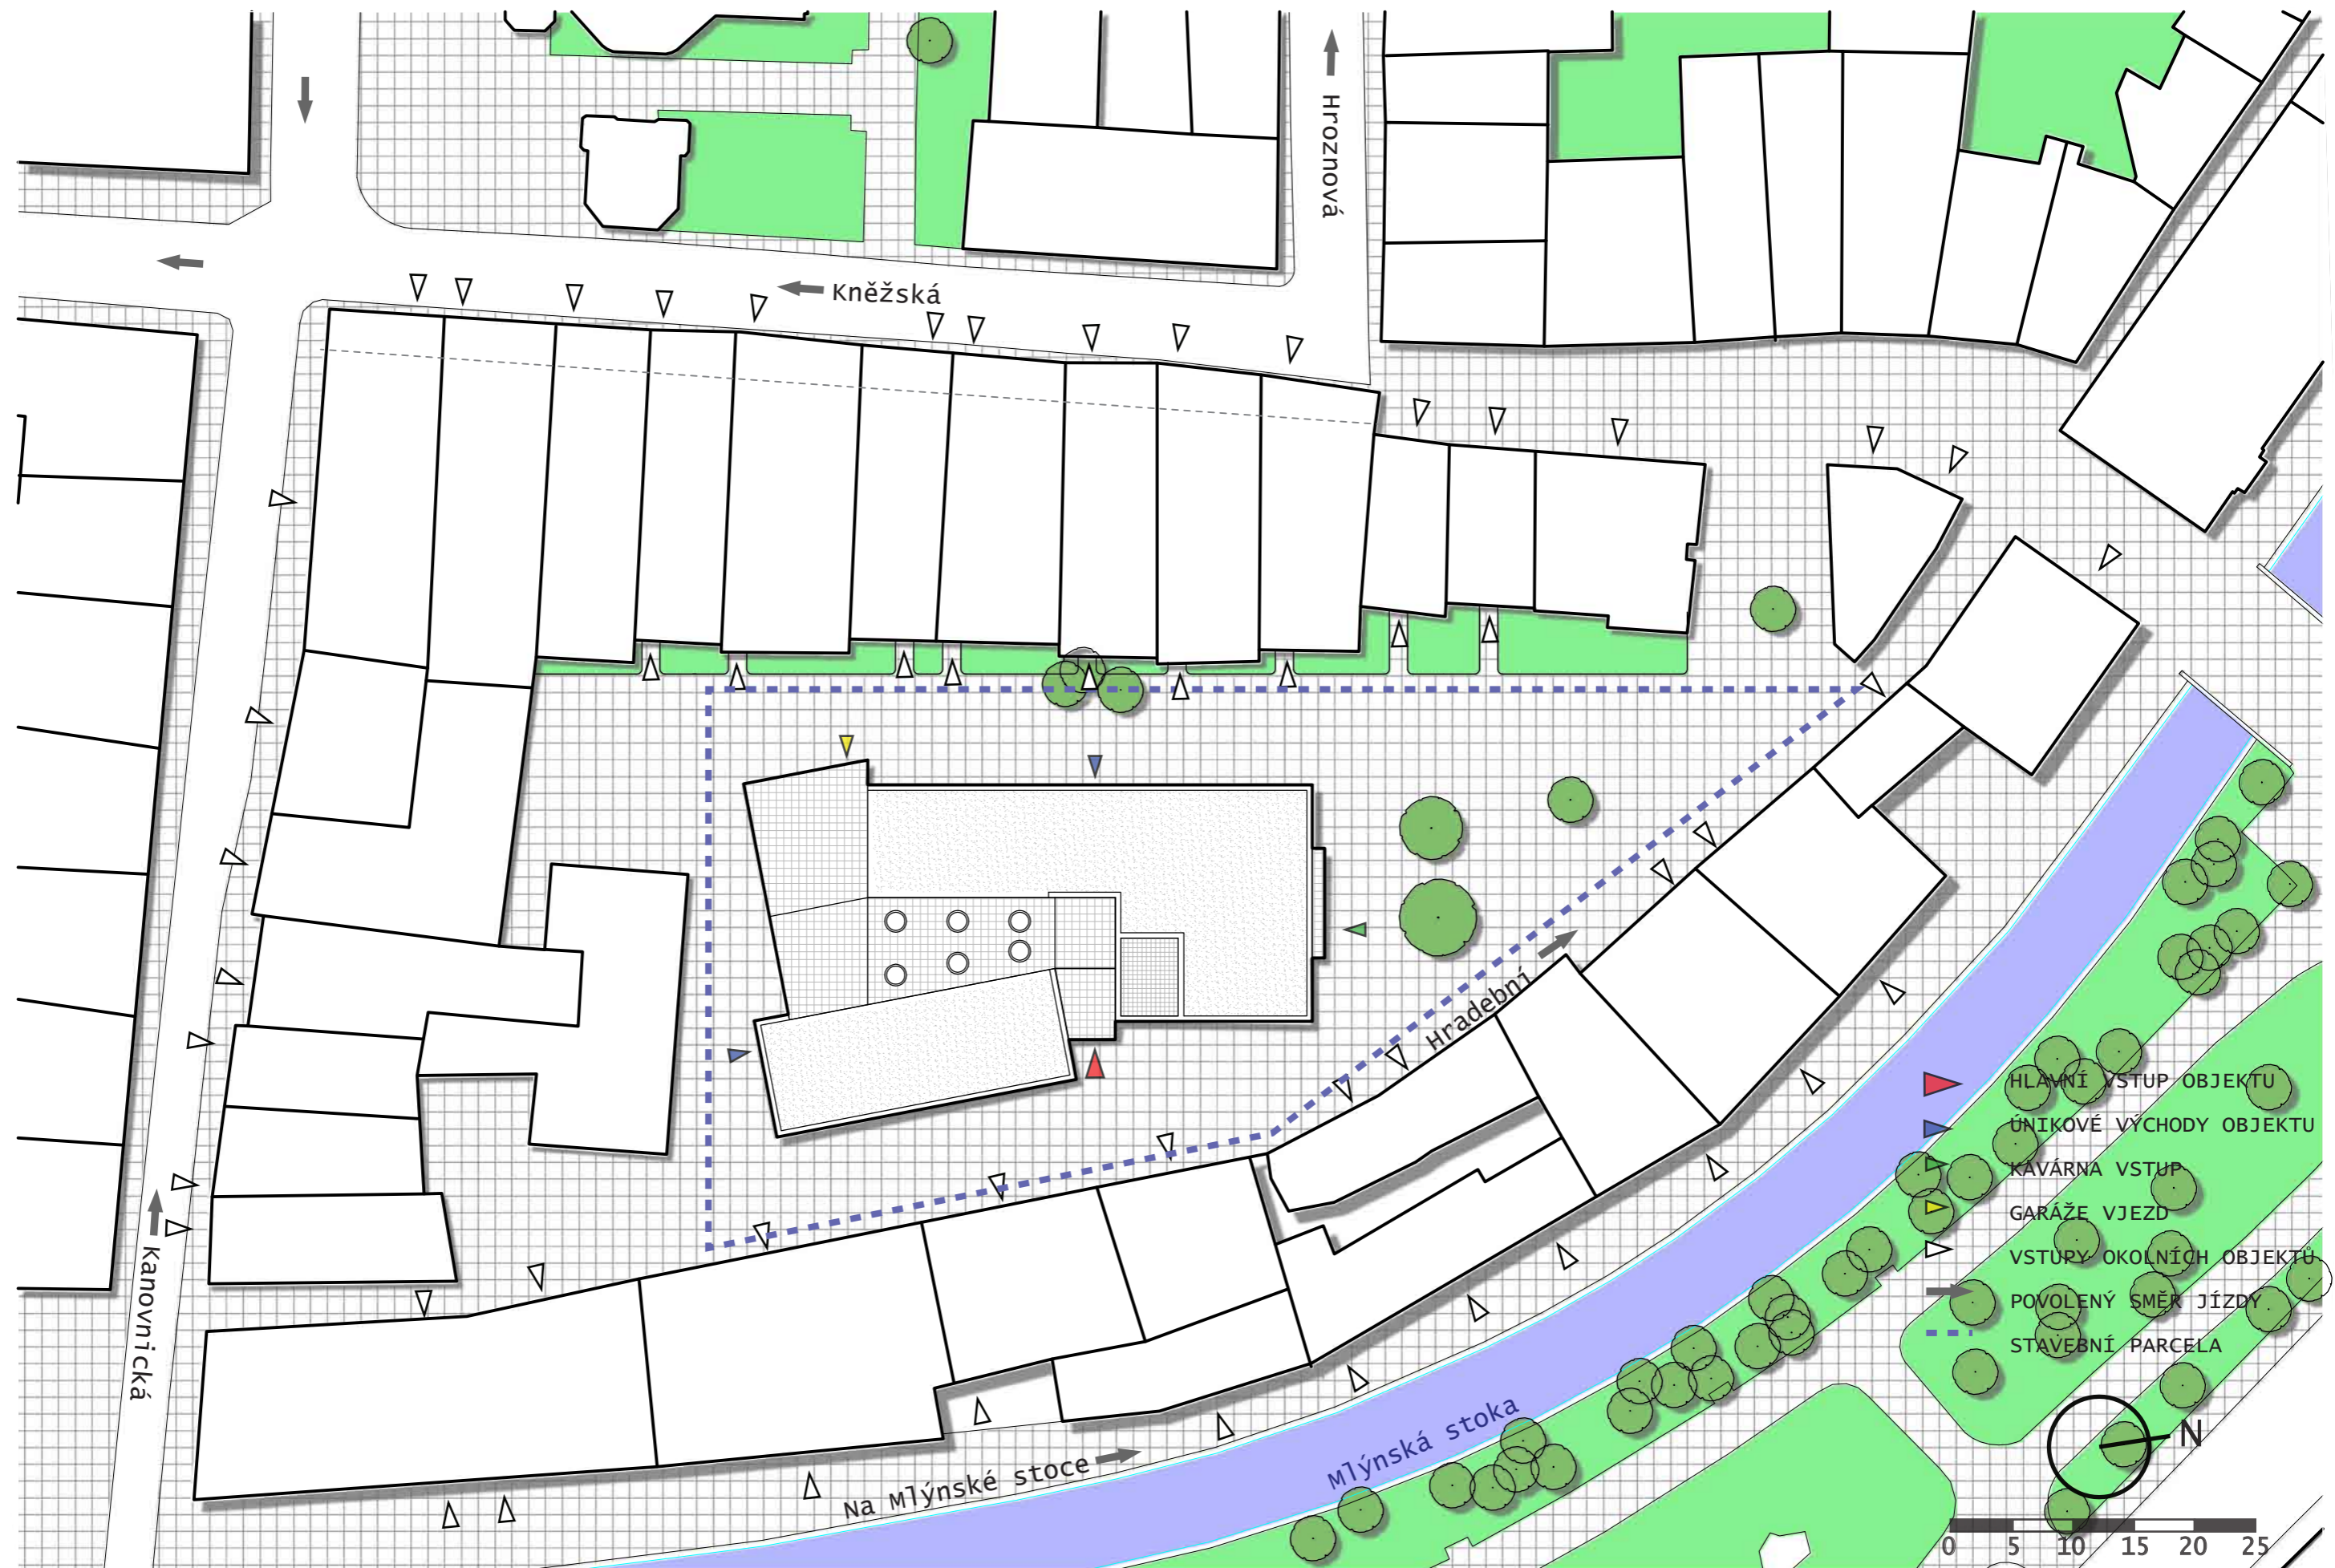 Hroznová
Kněžská
Hradební
Kanovnická
Na Mlýnské stoce
Mlýnská stoka
HLAVNÍ VSTUP OBJEKTU
ÚNIKOVÉ VÝCHODY OBJEKTU
KAVÁRNA VSTUP
GARÁŽE VJEZD
VSTUPY OKOLNÍCH OBJEKTŮ
POVOLENÝ SMĚR JÍZDY
STAVEBNÍ PARCELA
N
0 5 10 15 20 25